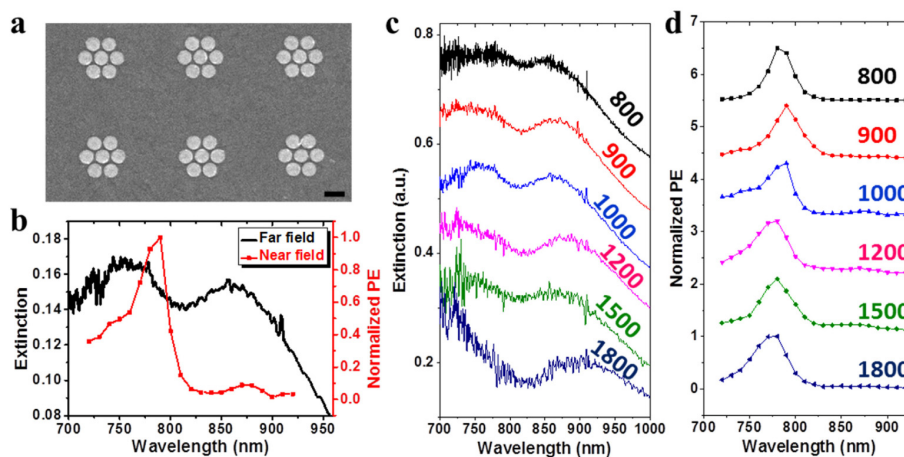 a
b
0.18
0.16
0.14
0.12
0.10
0.08
Extinction
Far field
Near field
1.0
0.8
0.6
0.4
0.2
0.0
Normalized PE
700 750 800 850 900 950
Wavelength (nm)
c
0.8
0.6
0.4
0.2
Extinction (a.u.)
800
900
1000
1200
1500
1800
700 750 800 850 900 950 1000
Wavelength (nm)
d
7
6
5
4
3
2
1
0
Normalized PE
800
900
1000
1200
1500
1800
750 800 850 900
Wavelength (nm)